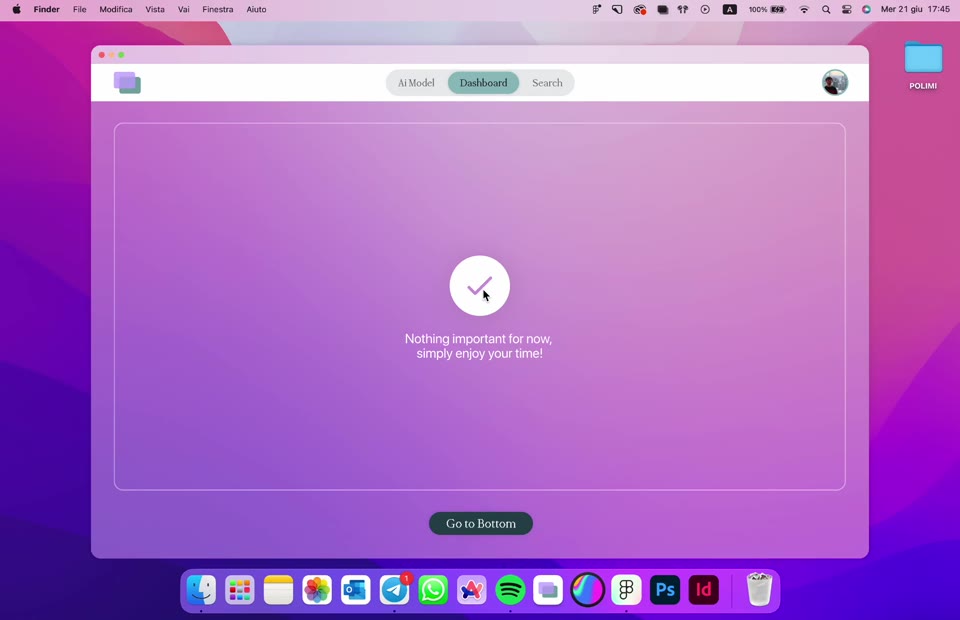 Finder File Modifica Vista Vai Finestra Aiuto A 100% Mer 21 giu 17:45
Ai Model Dashboard Search
POLIMI
Nothing important for now,
simply enjoy your time!
Go to Bottom
1
Ps Id